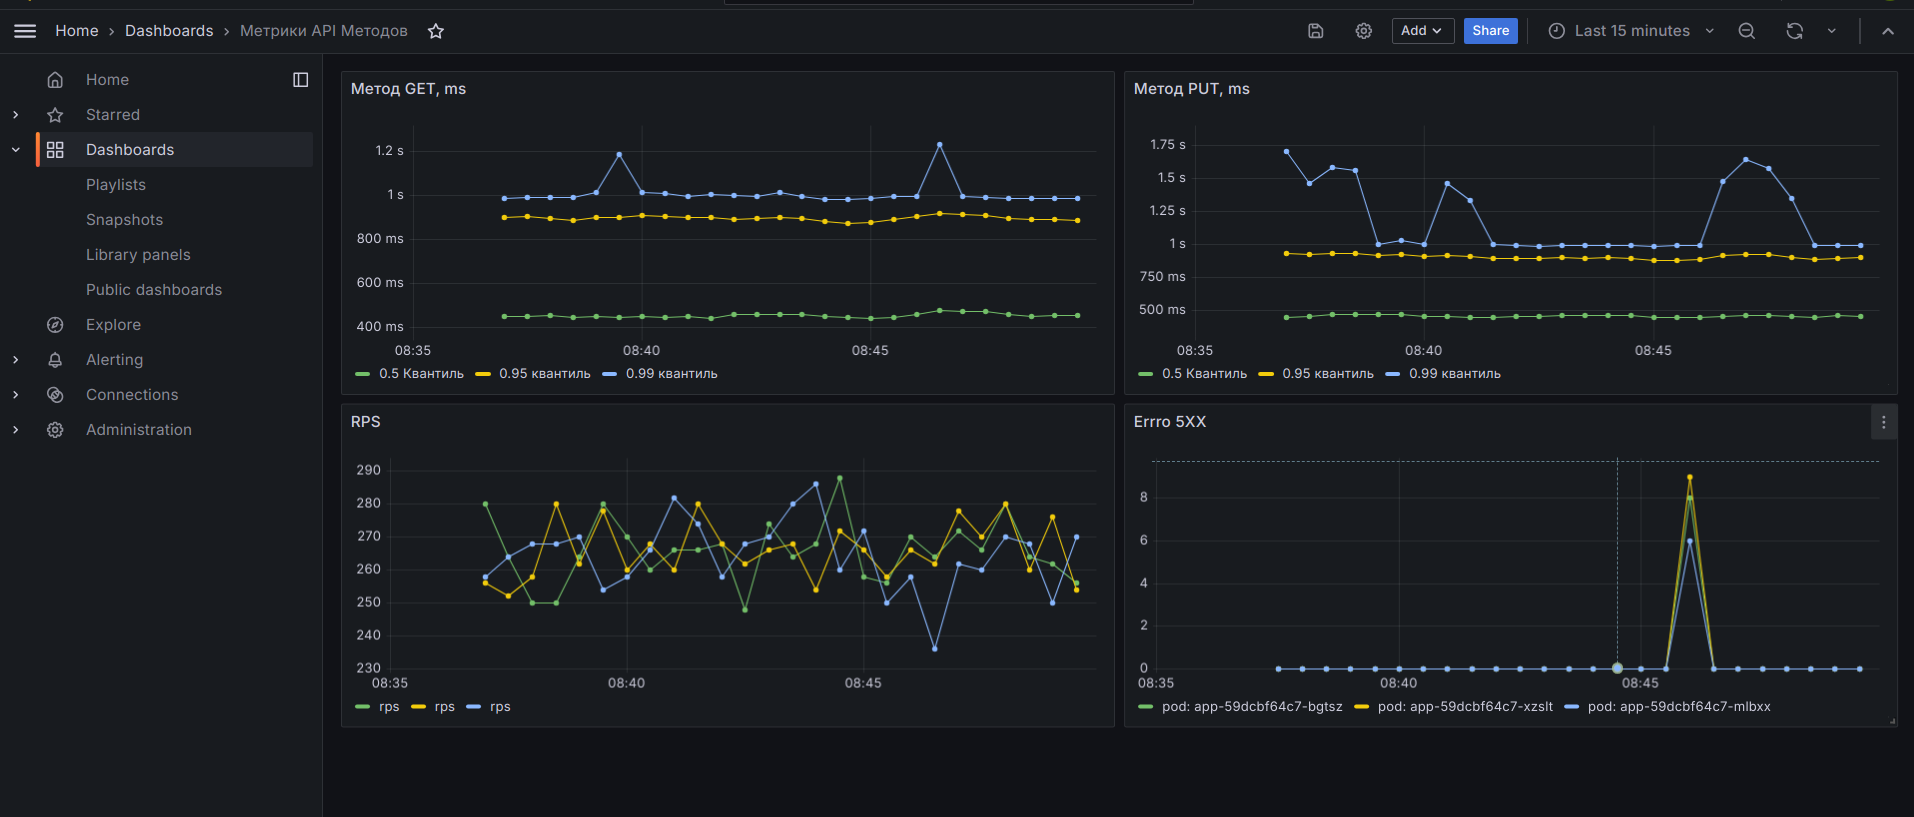 Home › Dashboards › Метрики API Методов
Add
Share
Last 15 minutes
Home
Starred
Dashboards
Playlists
Snapshots
Library panels
Public dashboards
Explore
Alerting
Connections
Administration
Метод GET, ms
1.2 s
1 s
800 ms
600 ms
400 ms
08:35 08:40 08:45
0.5 Квантиль 0.95 квантиль 0.99 квантиль
Метод PUT, ms
1.75 s
1.5 s
1.25 s
1 s
750 ms
500 ms
08:35 08:40 08:45
0.5 Квантиль 0.95 квантиль 0.99 квантиль
RPS
290
280
270
260
250
240
230
08:35 08:40 08:45
rps rps rps
Errro 5XX
8
6
4
2
0
08:35 08:40 08:45
pod: app-59dcbf64c7-bgtsz pod: app-59dcbf64c7-xzslt pod: app-59dcbf64c7-mlbxx